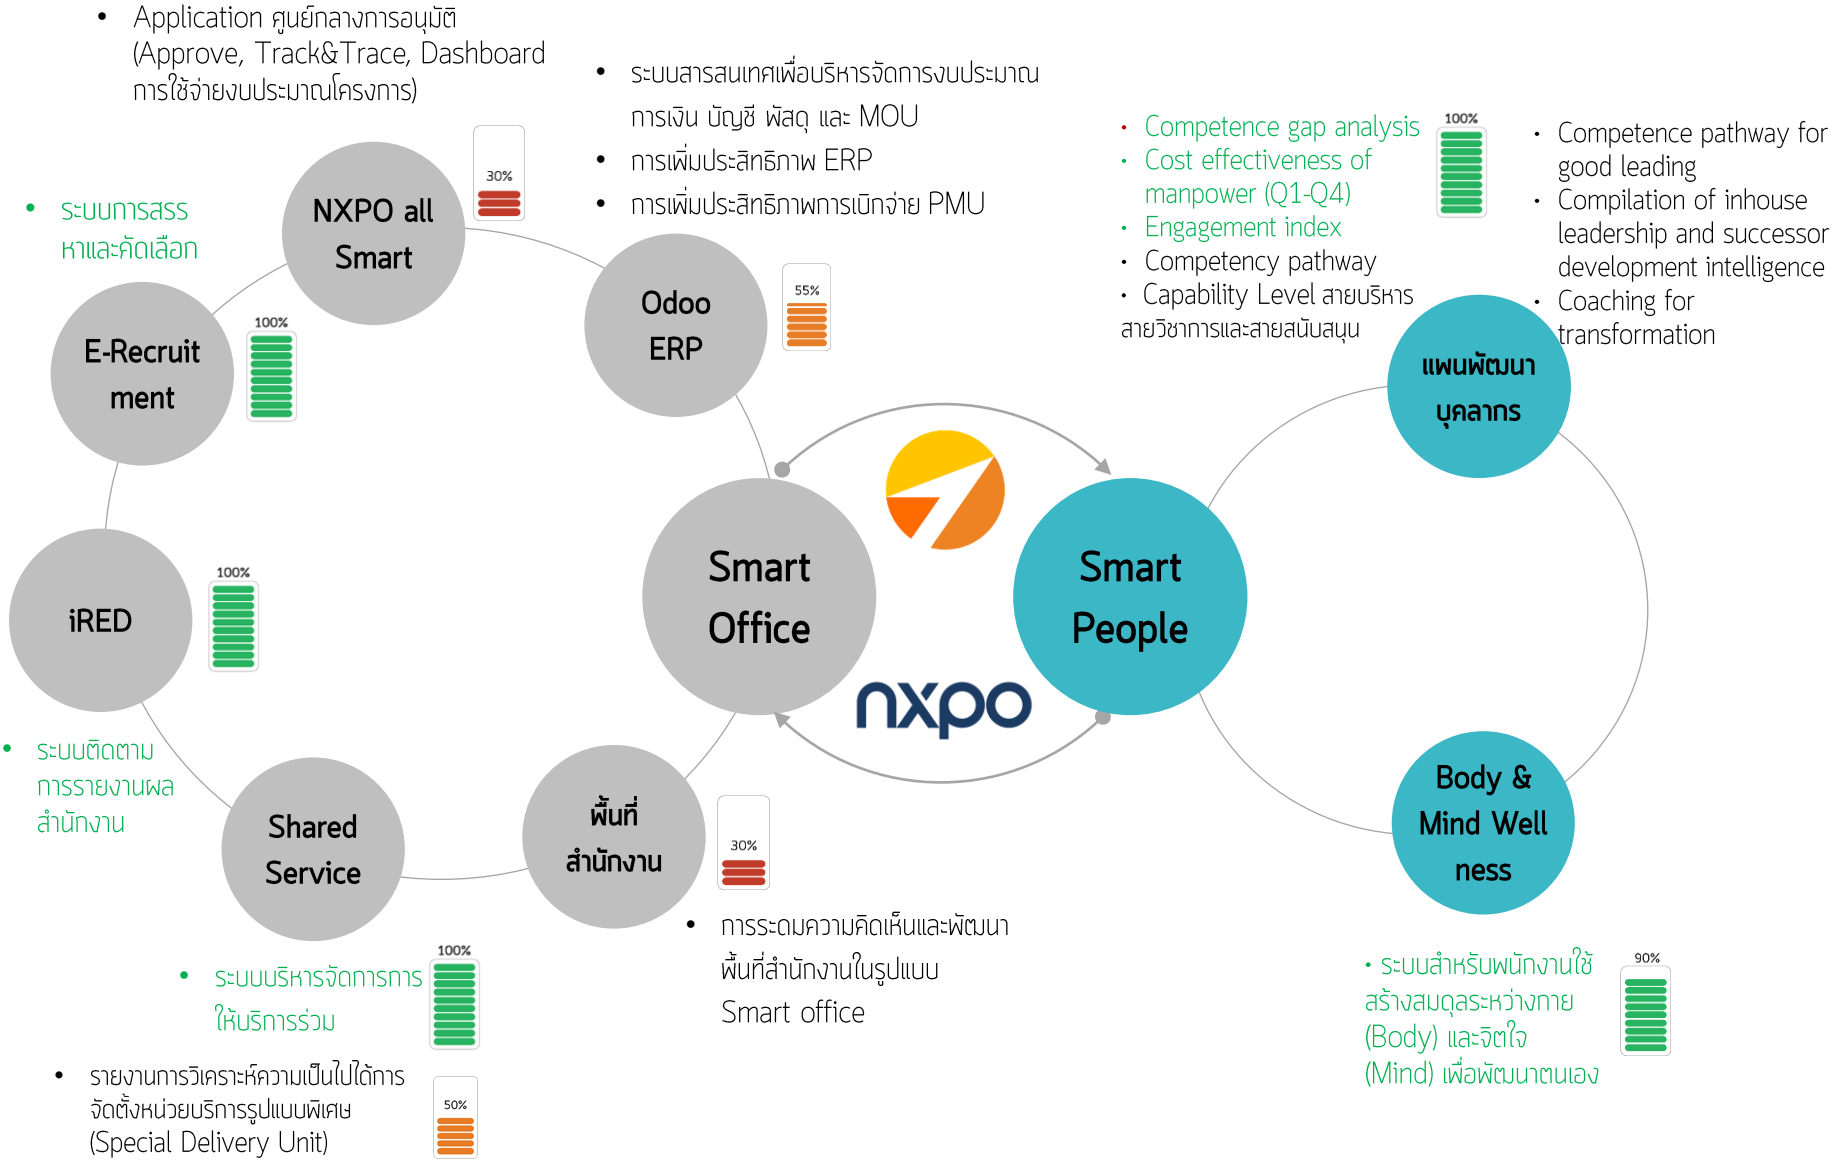 • Application ศูนย์กลางการอนุมัติ
(Approve, Track&Trace, Dashboard
การใช้จ่ายงบประมาณโครงการ)
30%
NXPO all
Smart
• ระบบสารสนเทศเพื่อบริหารจัดการงบประมาณ
การเงิน บัญชี พัสดุ และ MOU
• การเพิ่มประสิทธิภาพ ERP
• การเพิ่มประสิทธิภาพการเบิกจ่าย PMU
55%
Odoo
ERP
• ระบบการสรร
หาและคัดเลือก
100%
E-Recruit
ment
100%
iRED
• ระบบติดตาม
การรายงานผล
สำนักงาน
Shared
Service
100%
• ระบบบริหารจัดการการ
ให้บริการร่วม
• รายงานการวิเคราะห์ความเป็นไปได้การ
จัดตั้งหน่วยบริการรูปแบบพิเศษ
(Special Delivery Unit)
50%
พื้นที่
สำนักงาน
30%
• การระดมความคิดเห็นและพัฒนา
พื้นที่สำนักงานในรูปแบบ
Smart office
Smart
Office
nxpo
Smart
People
• Competence gap analysis
• Cost effectiveness of
manpower (Q1-Q4)
• Engagement index
• Competency pathway
• Capability Level สายบริหาร
สายวิชาการและสายสนับสนุน
100%
• Competence pathway for
good leading
• Compilation of inhouse
leadership and successor
development intelligence
• Coaching for
transformation
แผนพัฒนา
บุคลากร
Body &
Mind Well
ness
• ระบบสำหรับพนักงานใช้
สร้างสมดุลระหว่างกาย
(Body) และจิตใจ
(Mind) เพื่อพัฒนาตนเอง
90%